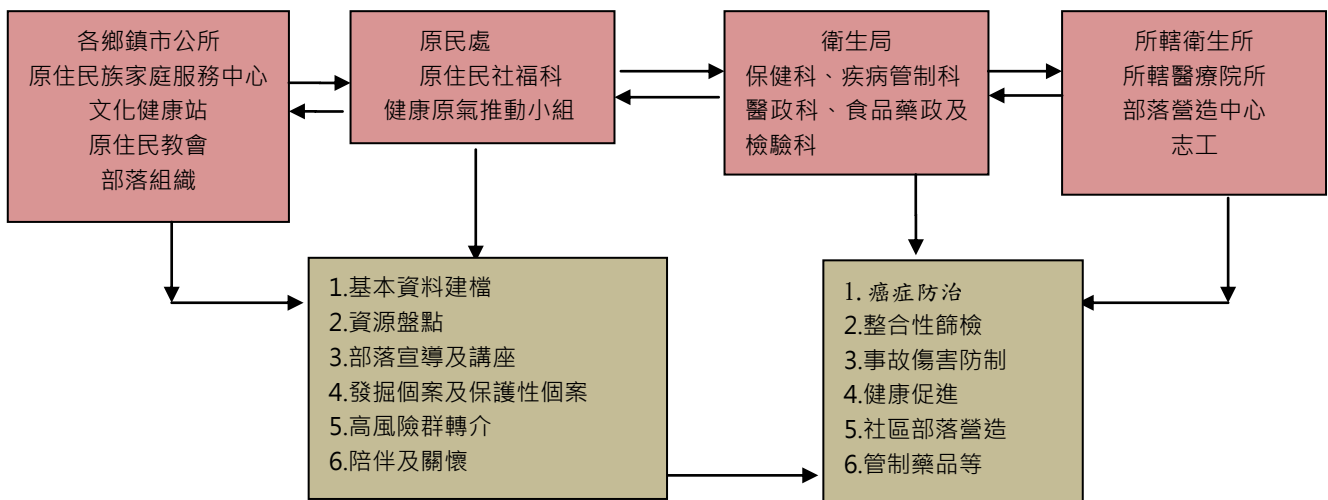 各鄉鎮市公所
原住民族家庭服務中心
文化健康站
原住民教會
部落組織
原民處
原住民社福科
健康原氣推動小組
衛生局
保健科、疾病管制科
醫政科、食品藥政及
檢驗科
所轄衛生所
所轄醫療院所
部落營造中心
志工
1.基本資料建檔
2.資源盤點
3.部落宣導及講座
4.發掘個案及保護性個案
5.高風險群轉介
6.陪伴及關懷
1.癌症防治
2.整合性篩檢
3.事故傷害防制
4.健康促進
5.社區部落營造
6.管制藥品等